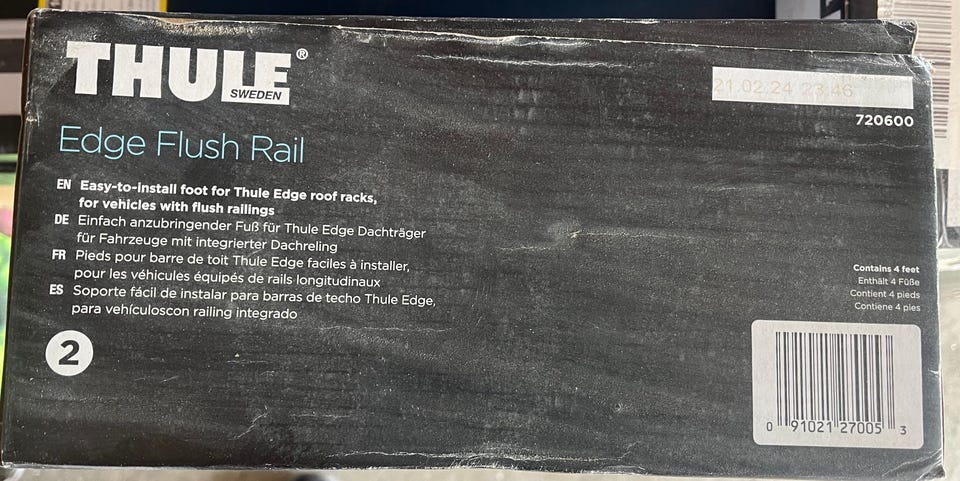 THULE®
SWEDEN
21.02.24 23:46
720600
Edge Flush Rail
EN Easy-to-install foot for Thule Edge roof racks,
for vehicles with flush railings
DE Einfach anzubringender Fuß für Thule Edge Dachträger
für Fahrzeuge mit integrierter Dachreling
FR Pieds pour barre de toit Thule Edge faciles à installer,
pour les véhicules équipés de rails longitudinaux
ES Soporte fácil de instalar para barras de techo Thule Edge,
para vehículoscon railing integrado
2
Contains 4 feet
Enthält 4 Füße
Contient 4 pieds
Contiene 4 pies
0 91021 27005 3